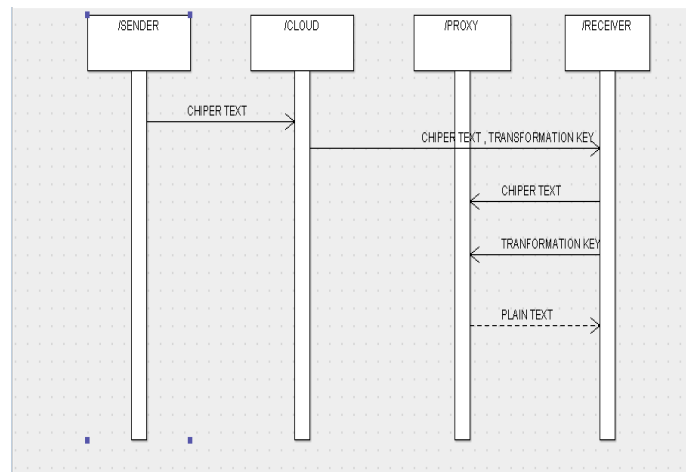 /SENDER
/CLOUD
/PROXY
/RECEIVER
CHIPER TEXT
CHIPER TEXT , TRANSFORMATION KEY
CHIPER TEXT
TRANFORMATION KEY
PLAIN TEXT